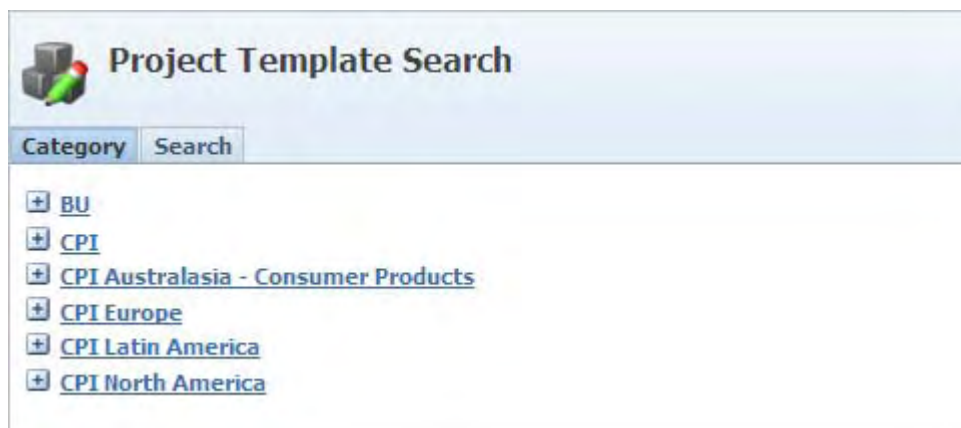 Project Template Search
Category Search
BU
CPI
CPI Australasia - Consumer Products
CPI Europe
CPI Latin America
CPI North America